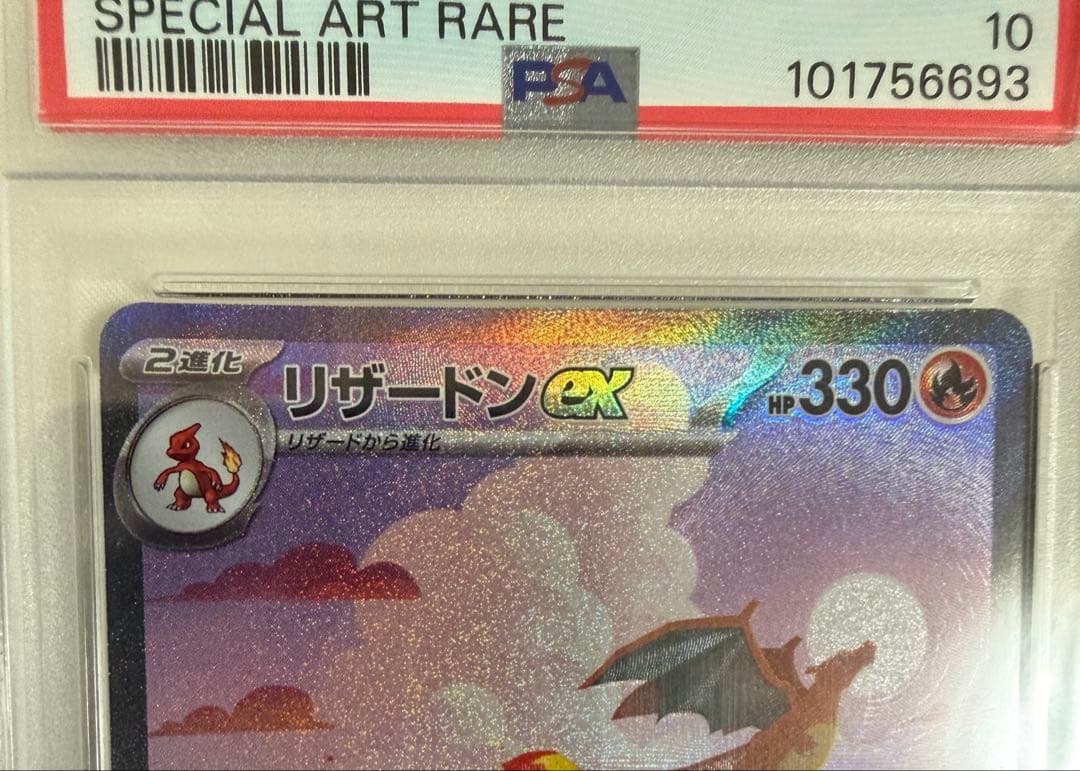 SPECIAL ART RARE
10
PSA
101756693
2進化
リザードンex
HP330
リザードから進化